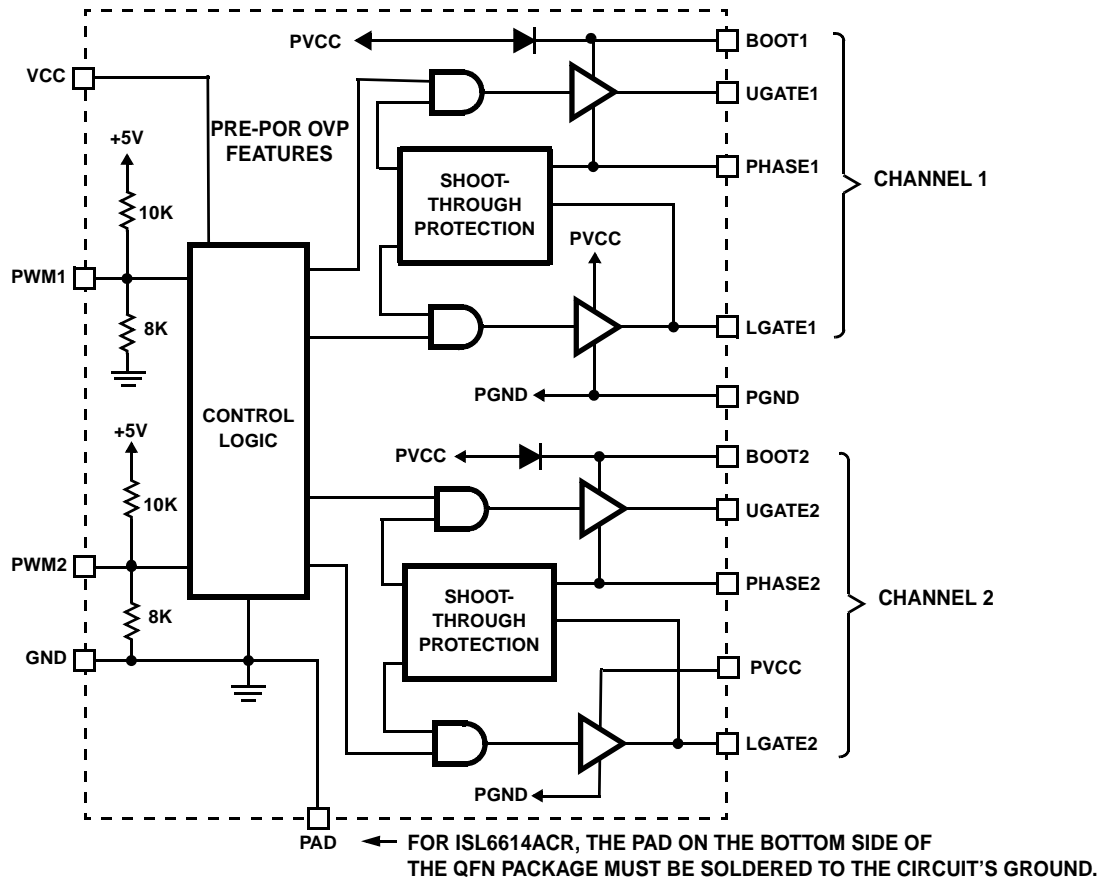 PVCC
BOOT1
VCC
UGATE1
+5V
PRE-POR OVP
FEATURES
10K
SHOOT-
THROUGH
PROTECTION
PHASE1
CHANNEL 1
PVCC
PWM1
8K
LGATE1
PGND
PGND
CONTROL
LOGIC
+5V
PVCC
BOOT2
10K
UGATE2
PWM2
SHOOT-
THROUGH
PROTECTION
PHASE2
CHANNEL 2
8K
GND
PVCC
LGATE2
PGND
PAD
FOR ISL6614ACR, THE PAD ON THE BOTTOM SIDE OF
THE QFN PACKAGE MUST BE SOLDERED TO THE CIRCUIT'S GROUND.